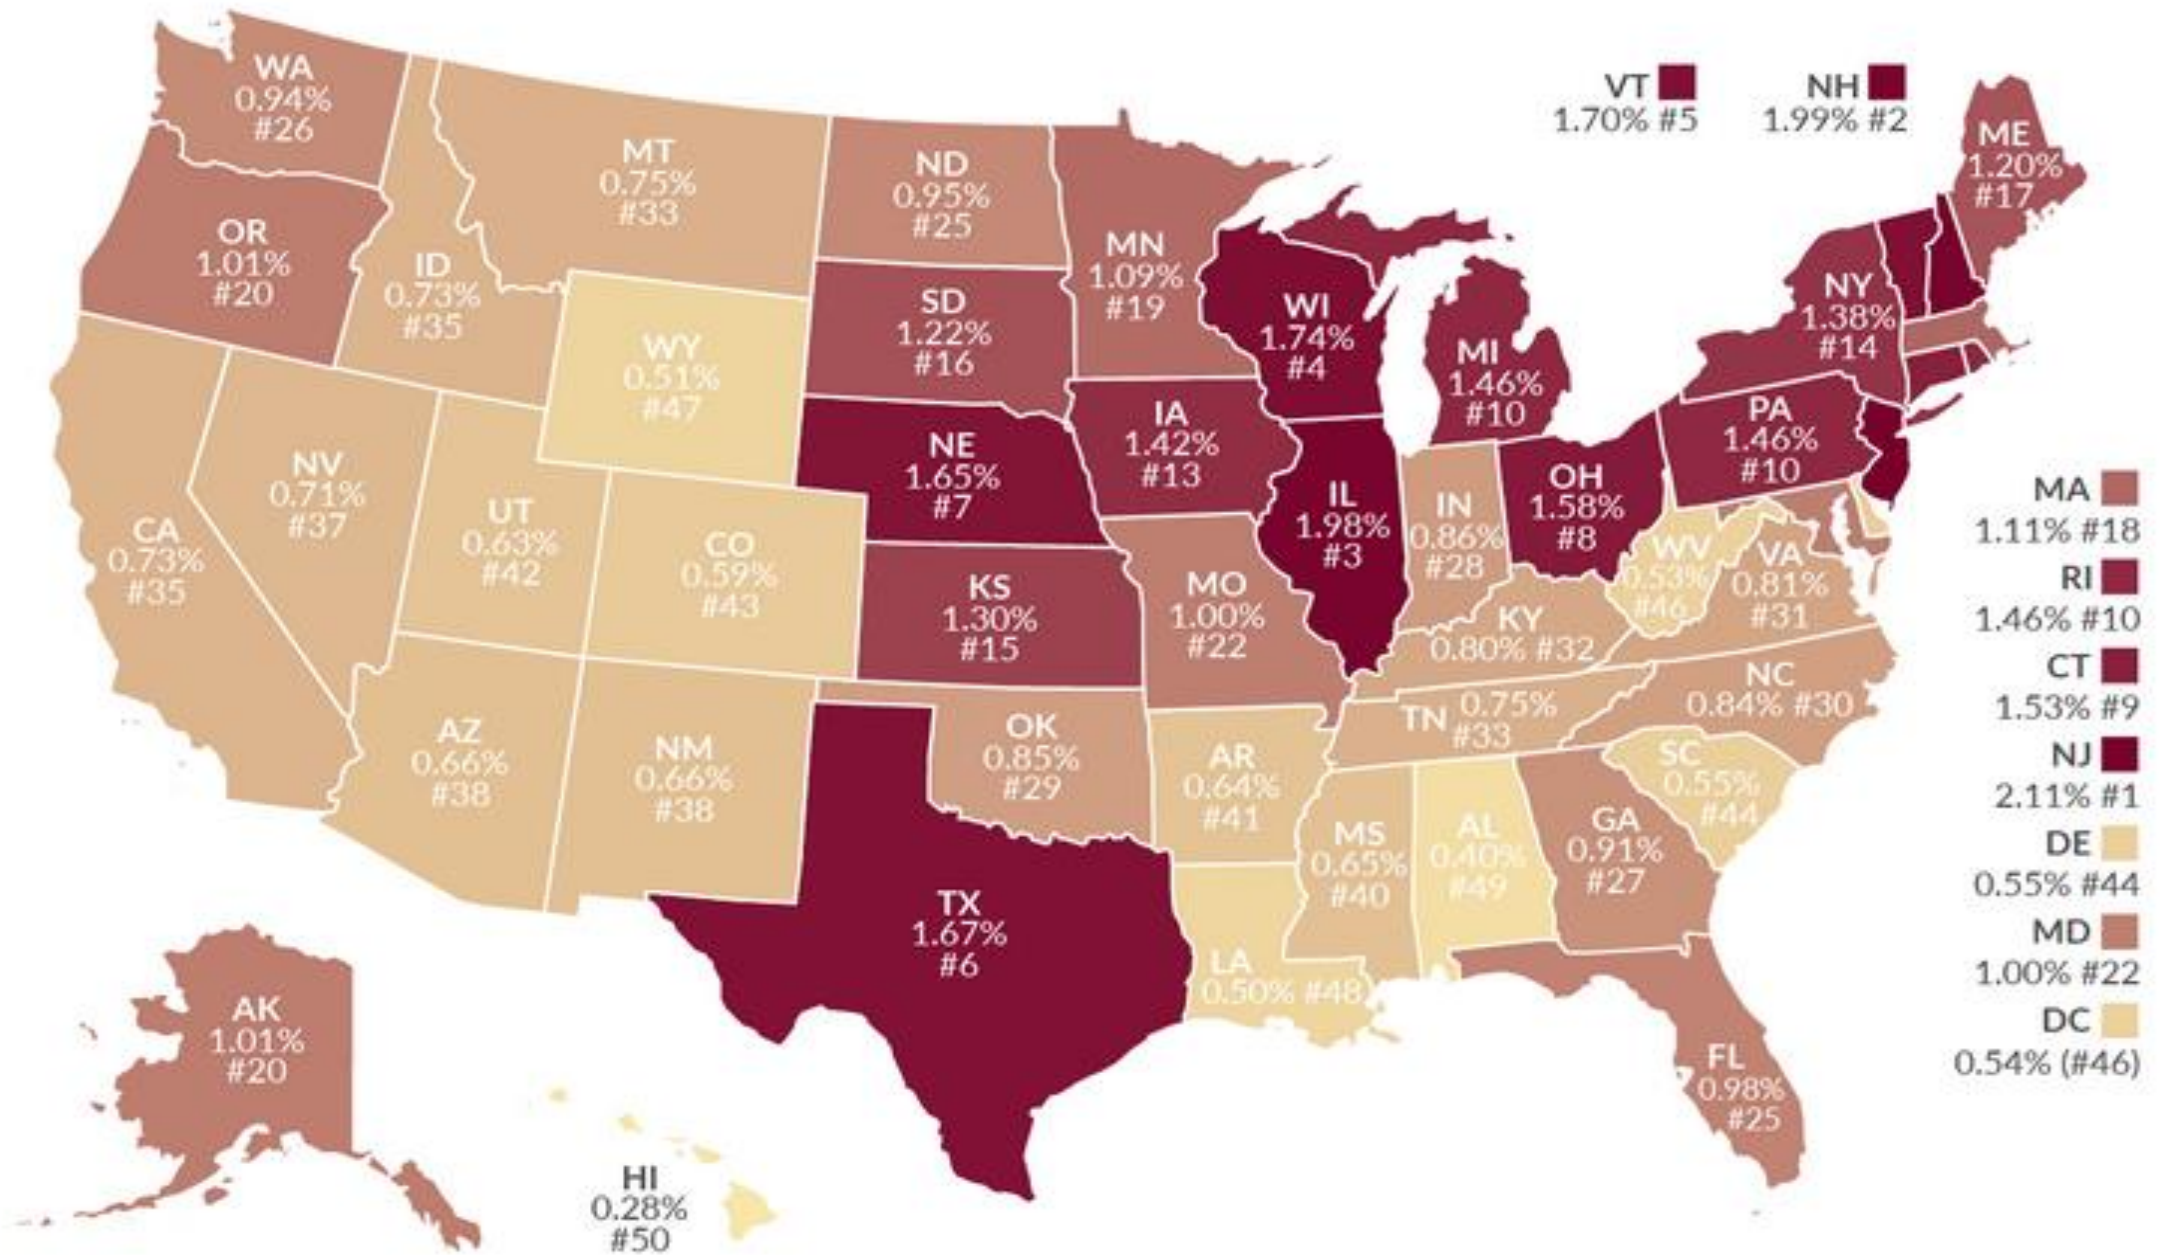 WA
0.94%
#26
OR
1.01%
#20
CA
0.73%
#35
ID
0.73%
#35
NV
0.71%
#37
MT
0.75%
#33
WY
0.51%
#47
UT
0.63%
#42
CO
0.59%
#43
AZ
0.66%
#38
NM
0.66%
#38
ND
0.95%
#25
SD
1.22%
#16
NE
1.65%
#7
KS
1.30%
#15
OK
0.85%
#29
TX
1.67%
#6
MN
1.09%
#19
IA
1.42%
#13
MO
1.00%
#22
AR
0.64%
#41
LA
0.50% #48
WI
1.74%
#4
IL
1.98%
#3
MI
1.46%
#10
IN
0.86%
#28
OH
1.58%
#8
KY
0.80% #32
TN 0.75%
#33
MS
0.65%
#40
AL
0.40%
#49
GA
0.91%
#27
FL
0.98%
#25
SC
0.55%
#44
NC
0.84% #30
VA
0.81%
#31
WV
0.53%
#46
PA
1.46%
#10
NY
1.38%
#14
ME
1.20%
#17
VT
1.70% #5
NH
1.99% #2
MA
1.11% #18
RI
1.46% #10
CT
1.53% #9
NJ
2.11% #1
DE
0.55% #44
MD
1.00% #22
DC
0.54% (#46)
AK
1.01%
#20
HI
0.28%
#50